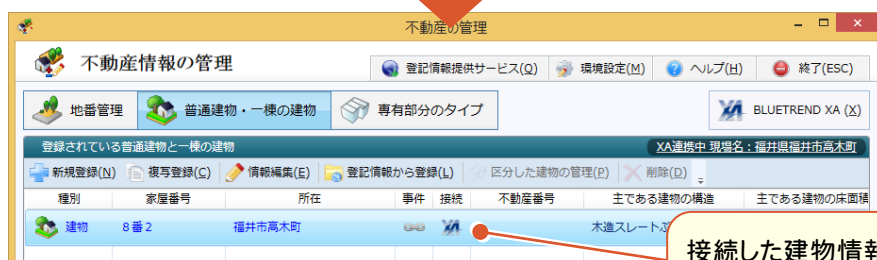 不動産の管理
不動産情報の管理
登記情報提供サービス(O) 環境設定(M) ヘルプ(H) 終了(ESC)
地番管理 普通建物・一棟の建物 専有部分のタイプ BLUETREND XA (X)
登録されている普通建物と一棟の建物 XA連携中 現場名:福井県福井市高木町
新規登録(N) 複写登録(C) 情報編集(E) 登記情報から登録(L) 区分した建物の管理(P) 削除(D)
種別 家屋番号 所在 事件 接続 不動産番号 主である建物の構造 主である建物の床面積
建物 8番2 福井市高木町 木造スレート
接続した建物情報